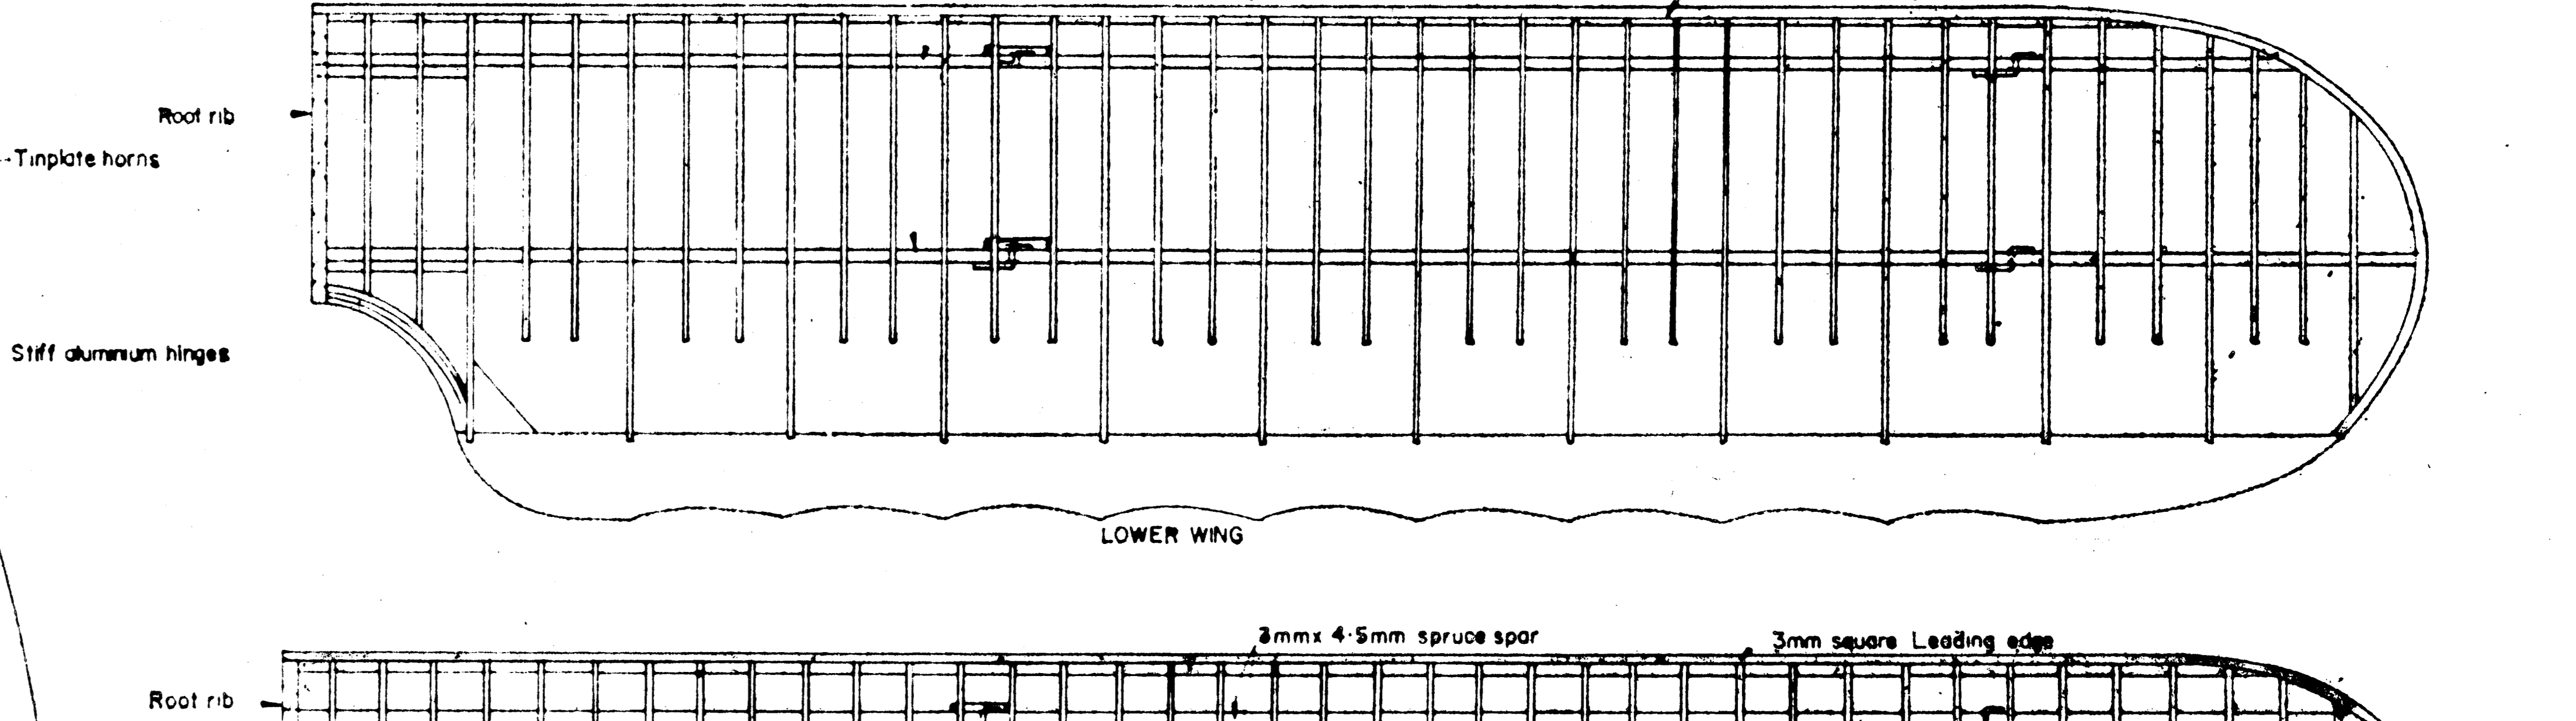 Root rib
Tinplate horns
Stiff aluminium hinges
LOWER WING
3mmx 4·5mm spruce spar
3mm square Leading edge
Root rib